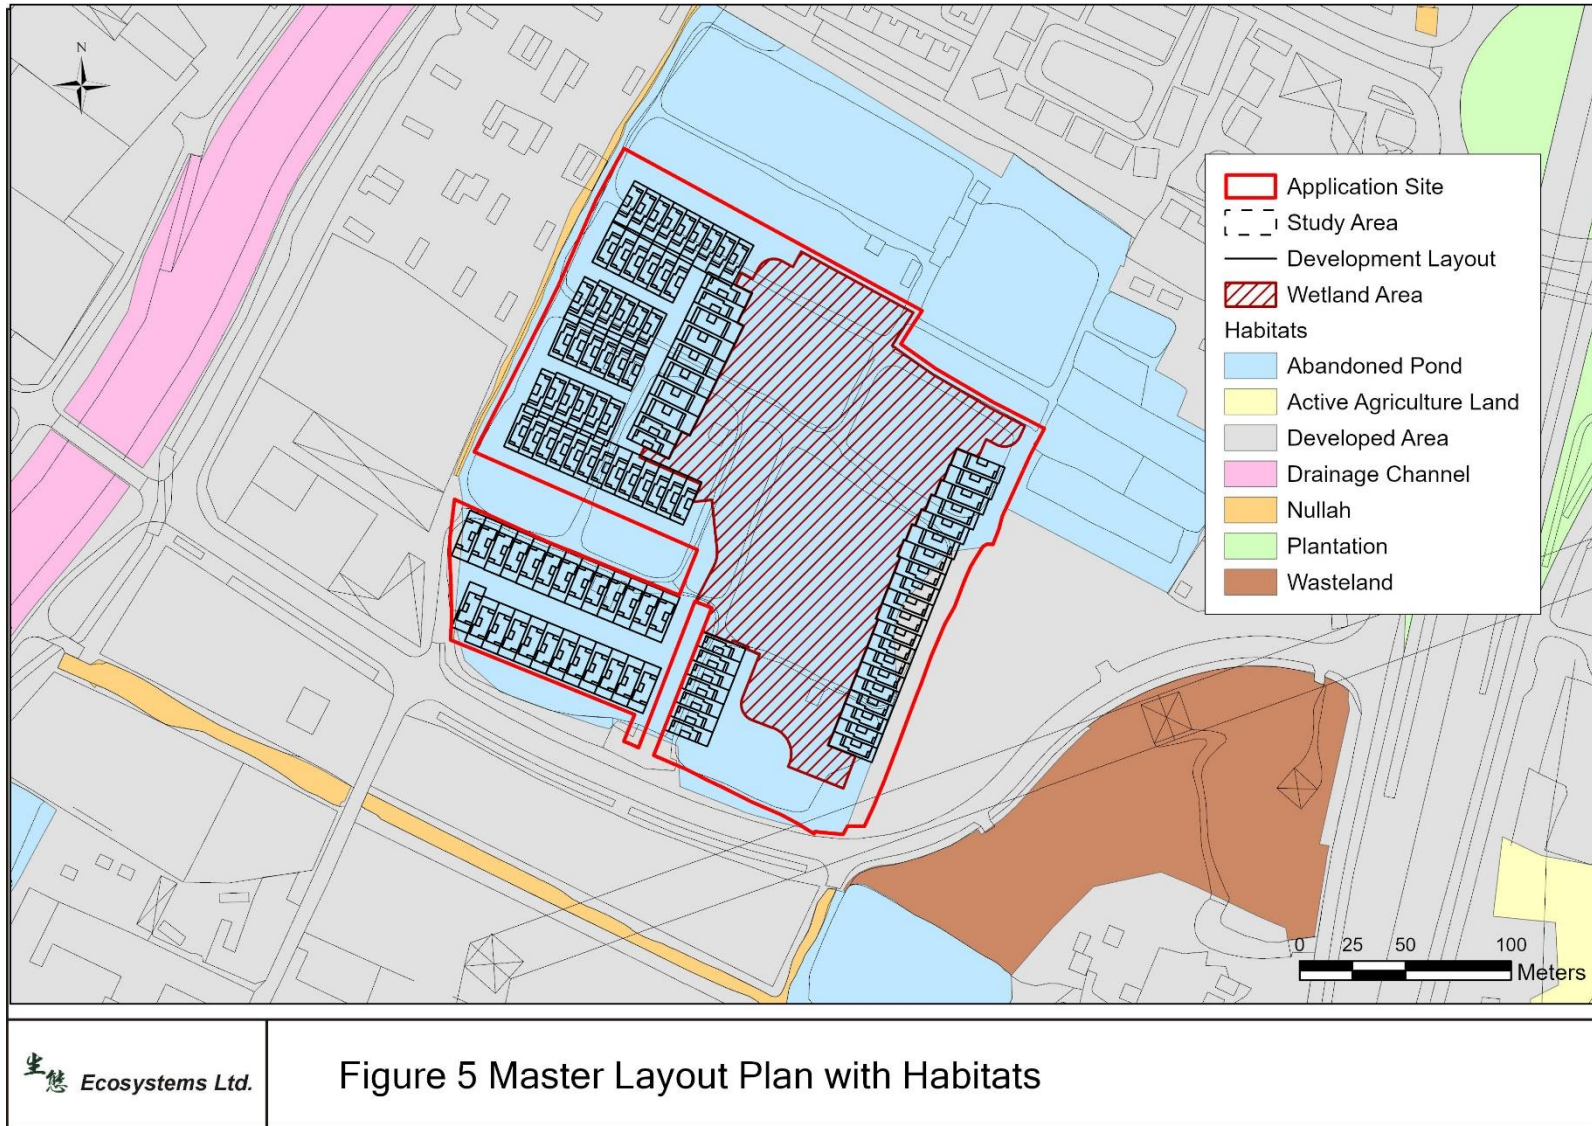 N
Application Site
Study Area
Development Layout
Wetland Area
Habitats
Abandoned Pond
Active Agriculture Land
Developed Area
Drainage Channel
Nullah
Plantation
Wasteland
0 25 50 100
Meters
生態 Ecosystems Ltd.
Figure 5 Master Layout Plan with Habitats